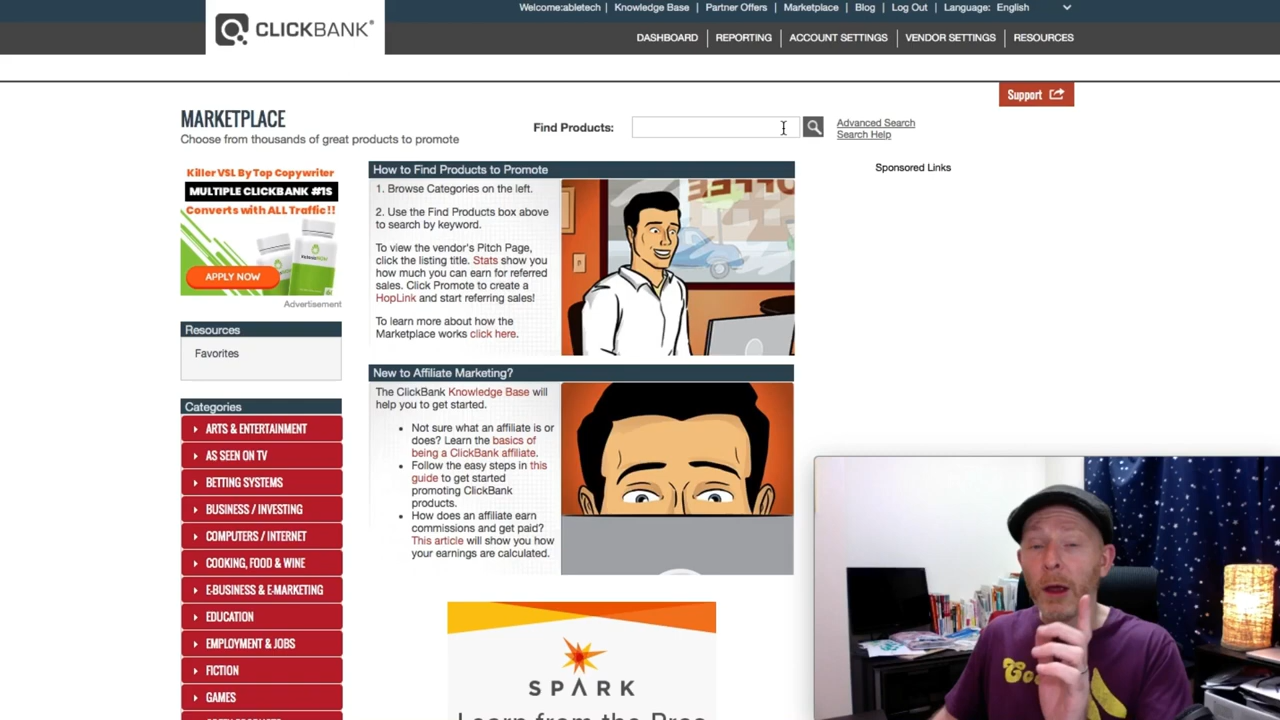 Welcome:abletech | Knowledge Base | Partner Offers | Marketplace | Blog | Log Out | Language: English
CLICKBANK®
DASHBOARD | REPORTING | ACCOUNT SETTINGS | VENDOR SETTINGS | RESOURCES
Support
MARKETPLACE
Choose from thousands of great products to promote
Find Products:
Advanced Search
Search Help
Sponsored Links
Killer VSL By Top Copywriter
MULTIPLE CLICKBANK #1S
Converts with ALL Traffic!!
APPLY NOW
Advertisement
Resources
Favorites
Categories
ARTS & ENTERTAINMENT
AS SEEN ON TV
BETTING SYSTEMS
BUSINESS / INVESTING
COMPUTERS / INTERNET
COOKING, FOOD & WINE
E-BUSINESS & E-MARKETING
EDUCATION
EMPLOYMENT & JOBS
FICTION
GAMES
How to Find Products to Promote
1. Browse Categories on the left.
2. Use the Find Products box above
to search by keyword.
To view the vendor's Pitch Page,
click the listing title. Stats show you
how much you can earn for referred
sales. Click Promote to create a
HopLink and start referring sales!
To learn more about how the
Marketplace works click here.
New to Affiliate Marketing?
The ClickBank Knowledge Base will
help you to get started.
• Not sure what an affiliate is or
does? Learn the basics of
being a ClickBank affiliate.
• Follow the easy steps in this
guide to get started
promoting ClickBank
products.
• How does an affiliate earn
commissions and get paid?
This article will show you how
your earnings are calculated.
SPARK
Learn from the Pros